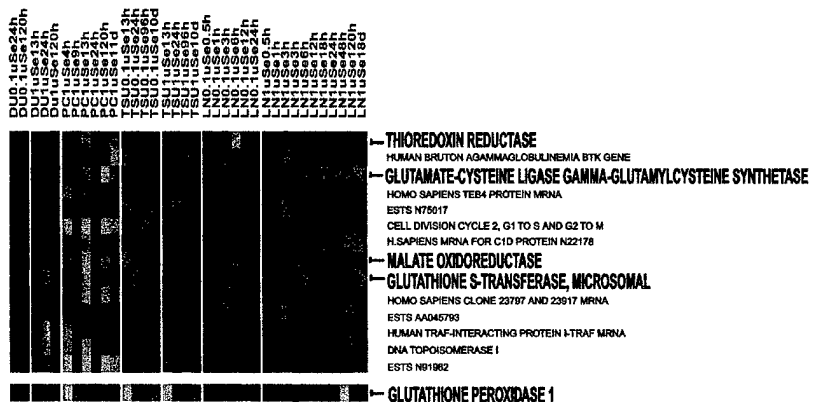 DU0.1uSe24h
DU0.1uSe120h
DU1uSe13h
DU1uSe24h
Du1uSe120h
PC1uSe4h
PC1uSe9h
PC1uSe13h
PC1uSe24h
PC1uSe120h
PC1uSe11d
TSU0.1uSe13h
TSU0.1uSe24h
TSU0.1uSe96h
TSU0.1uSe10d
TSU1uSe13h
TSU1uSe24h
TSU1uSe96h
TSU1uSe10d
LN0.1uSe0.5h
LN0.1uSe1h
LN0.1uSe3h
LN0.1uSe6h
LN0.1uSe12h
LN0.1uSe24h
LN1uSe0.5h
LN1uSe1h
LN1uSe3h
LN1uSe6h
LN1uSe12h
LN1uSe18h
LN1uSe24h
LN1uSe48h
LN1uSe120h
LN1uSe18d
THIOREDOXIN REDUCTASE
HUMAN BRUTON AGAMMAGLOBULINEMIA BTK GENE
GLUTAMATE-CYSTEINE LIGASE GAMMA-GLUTAMYLCYSTEINE SYNTHETASE
HOMO SAPIENS TEB4 PROTEIN MRNA
ESTS N75017
CELL DIVISION CYCLE 2, G1 TO S AND G2 TO M
H.SAPIENS MRNA FOR C1D PROTEIN N22178
MALATE OXIDOREDUCTASE
GLUTATHIONE S-TRANSFERASE, MICROSOMAL
HOMO SAPIENS CLONE 23797 AND 23917 MRNA
ESTS AA045793
HUMAN TRAF-INTERACTING PROTEIN I-TRAF MRNA
DNA TOPOISOMERASE I
ESTS N91962
GLUTATHIONE PEROXIDASE 1